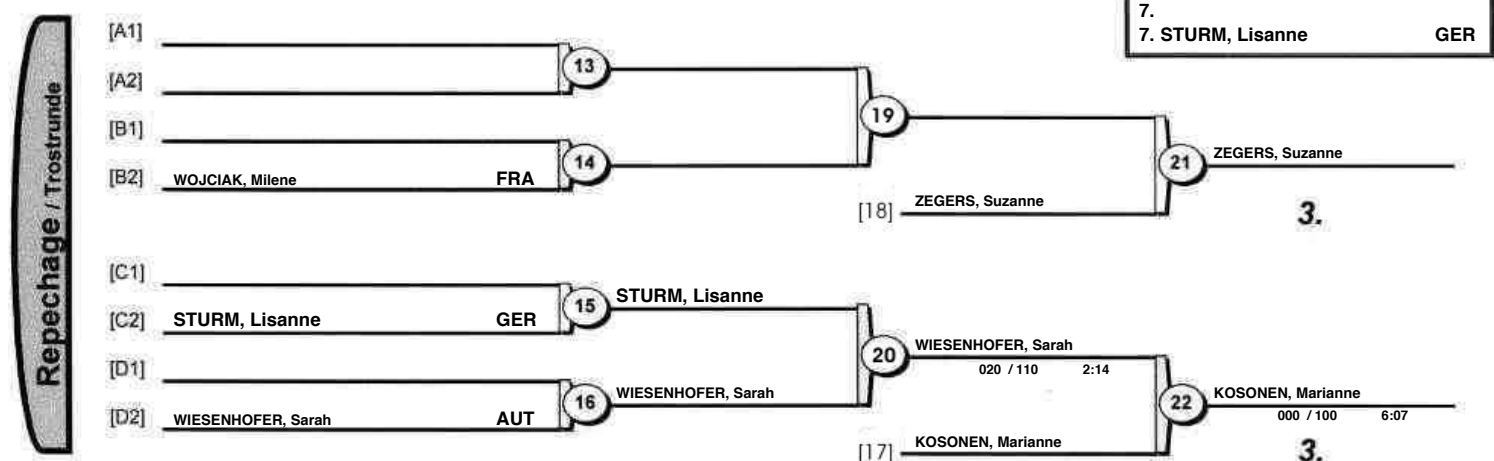 7.
7. STURM, Lisanne GER
Repechage / Trostrunde
[A1]
13
[A2]
19
[B1]
14
21 ZEGERS, Suzanne
[B2] WOJCIAK, Milene FRA
[18] ZEGERS, Suzanne
3.
[C1]
15 STURM, Lisanne
[C2] STURM, Lisanne GER
20 WIESENHOFER, Sarah
020 / 110 2:14
[D1]
16 WIESENHOFER, Sarah
22 KOSONEN, Marianne
000 / 100 6:07
[D2] WIESENHOFER, Sarah AUT
[17] KOSONEN, Marianne
3.